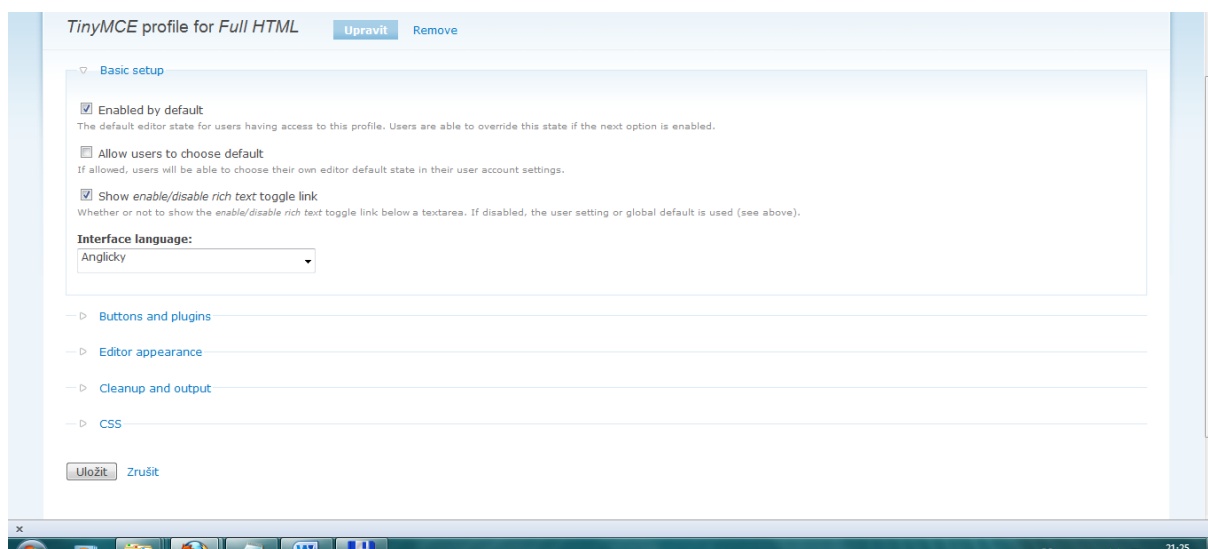 TinyMCE profile for Full HTML Upravit Remove
Basic setup
Enabled by default
The default editor state for users having access to this profile. Users are able to override this state if the next option is enabled.
Allow users to choose default
If allowed, users will be able to choose their own editor default state in their user account settings.
Show enable/disable rich text toggle link
Whether or not to show the enable/disable rich text toggle link below a textarea. If disabled, the user setting or global default is used (see above).
Interface language:
Anglicky
Buttons and plugins
Editor appearance
Cleanup and output
CSS
Uložit Zrušit
x
21:25